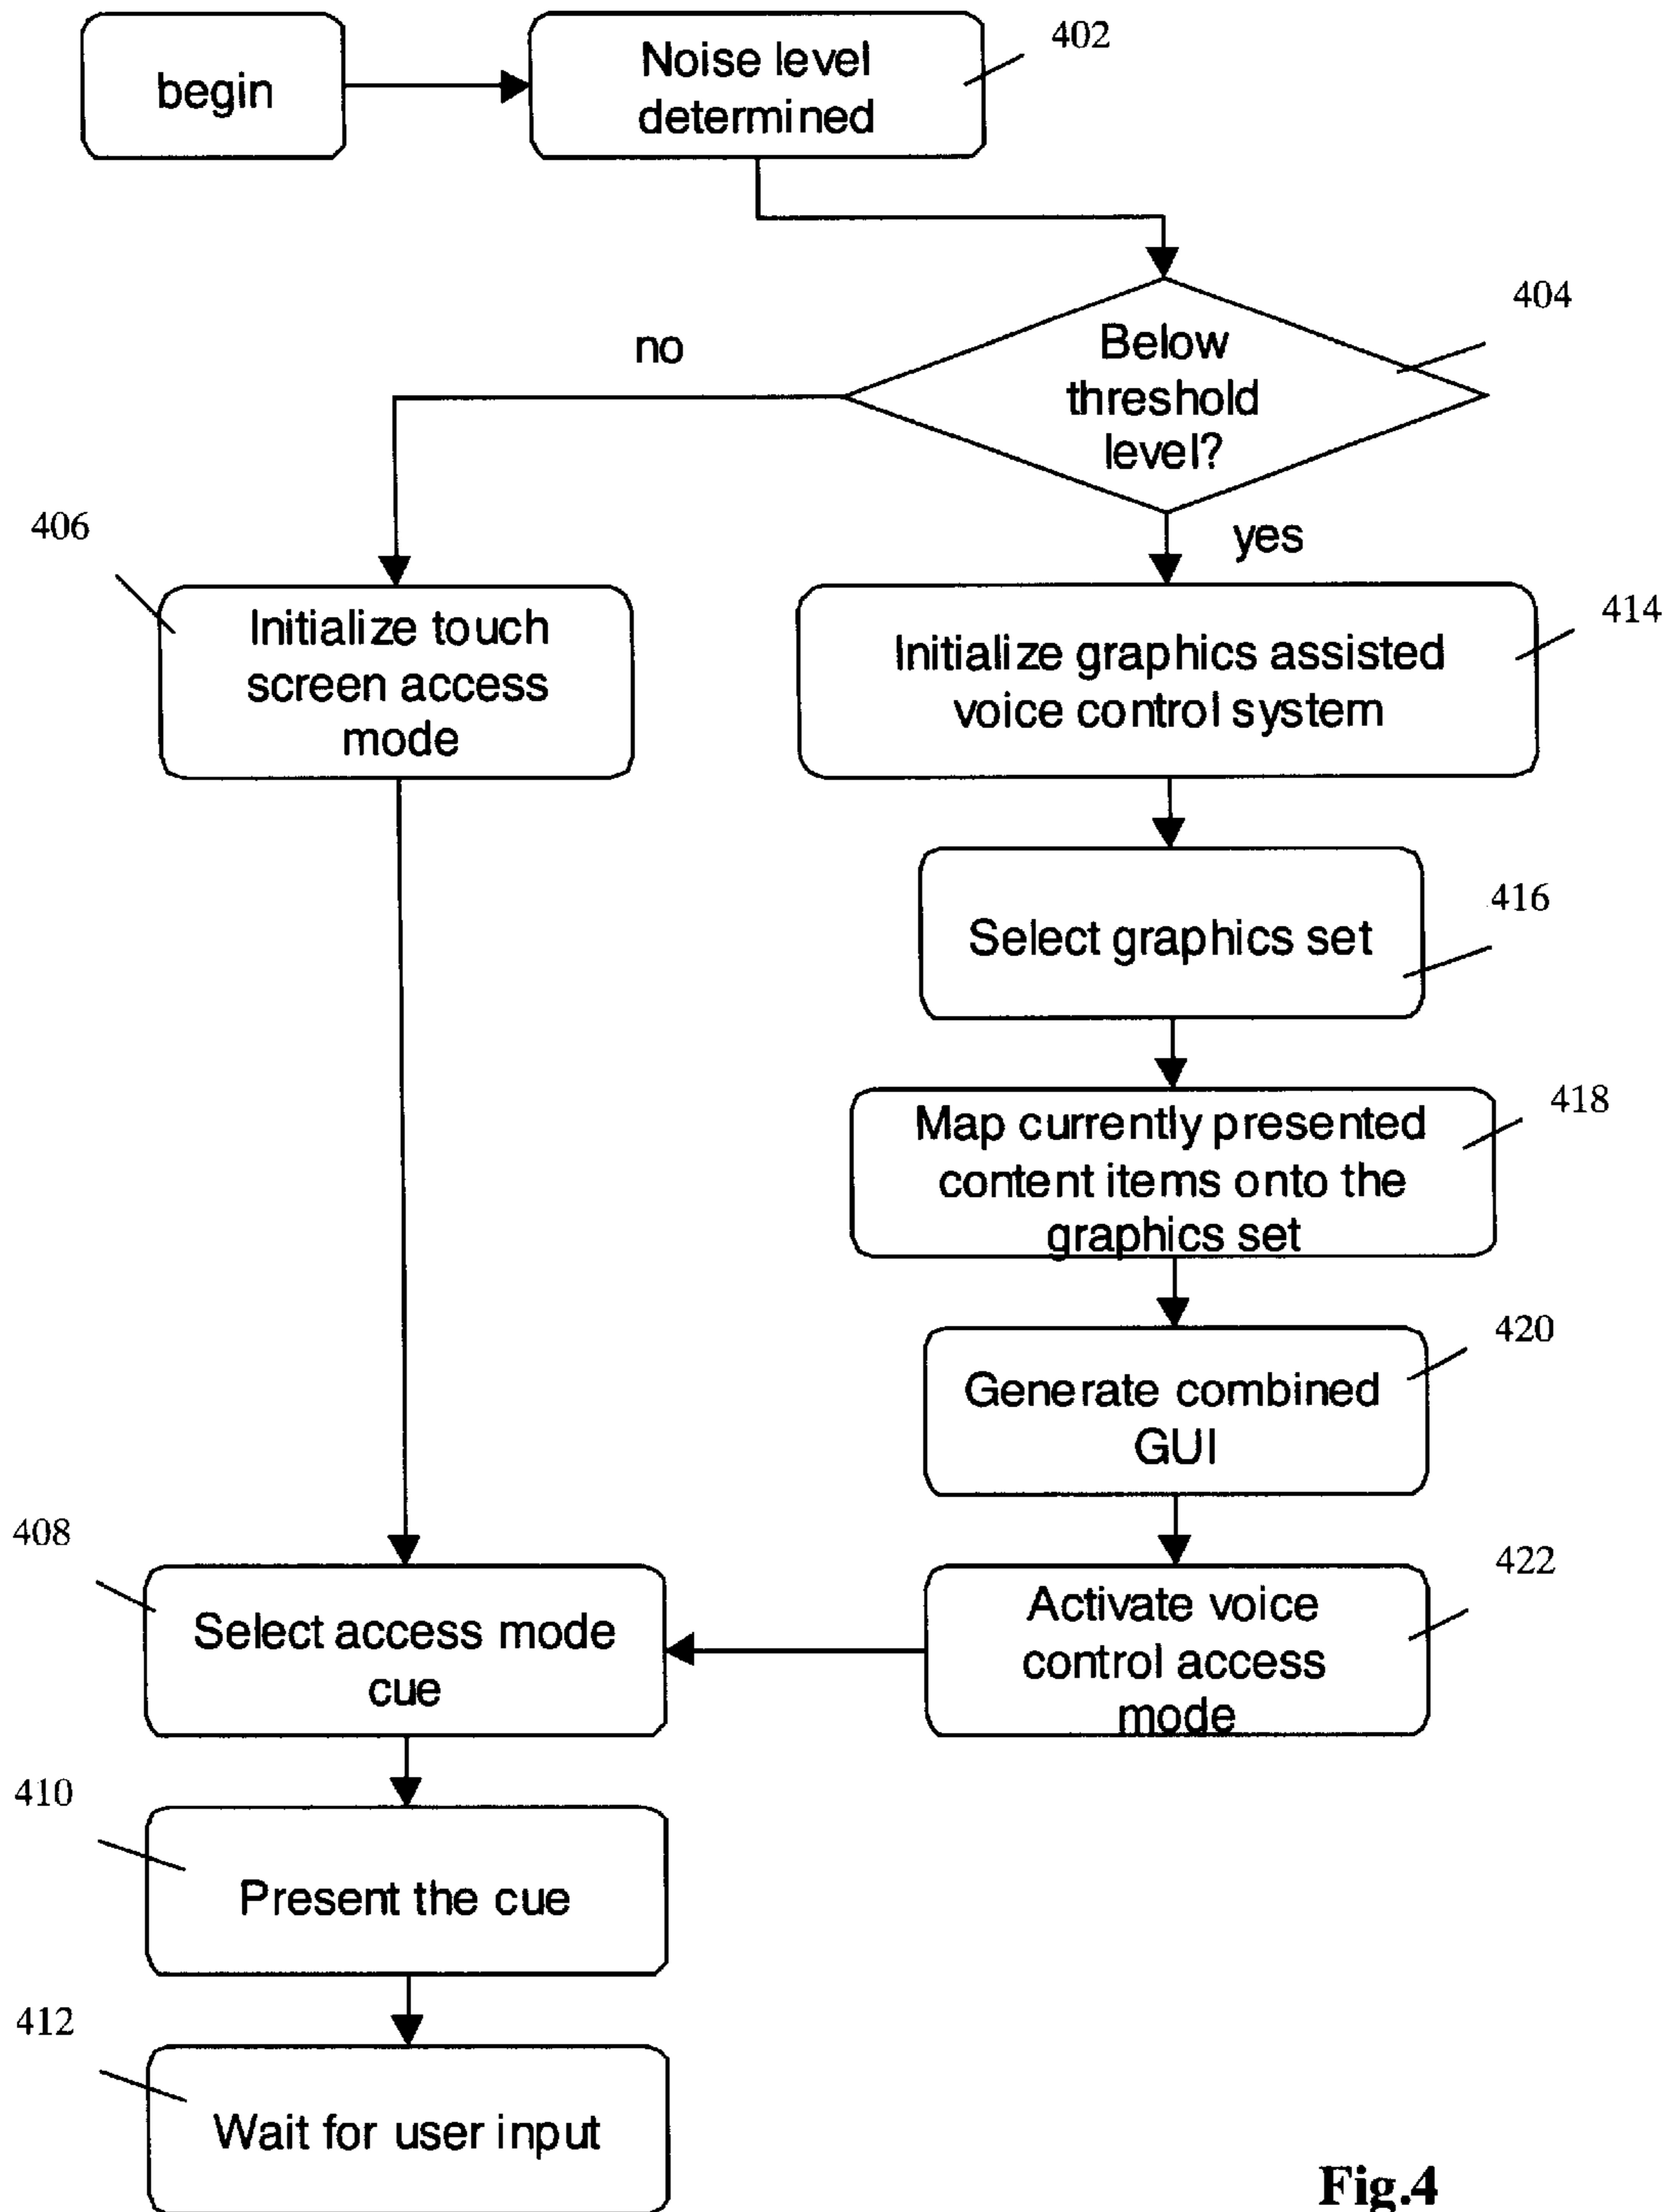 begin
Noise level
determined
402
404
Below
threshold
level?
no
yes
406
Initialize touch
screen access
mode
414
Initialize graphics assisted
voice control system
416
Select graphics set
418
Map currently presented
content items onto the
graphics set
420
Generate combined
GUI
408
Select access mode
cue
422
Activate voice
control access
mode
410
Present the cue
412
Wait for user input
Fig.4